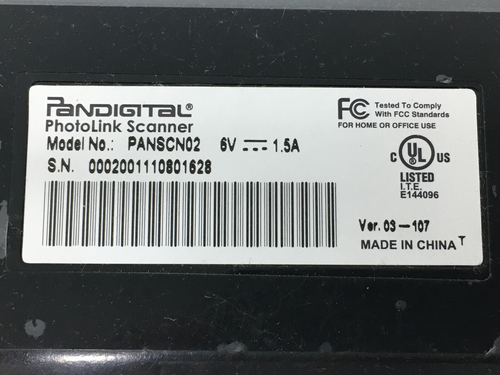 PANDIGITAL®
PhotoLink Scanner
Model No.: PANSCN02 6V 1.5A
S.N. 0002001110801628
FC Tested To Comply
With FCC Standards
FOR HOME OR OFFICE USE
C UL US
®
LISTED
I.T.E.
E144096
Ver. 03-107
MADE IN CHINA T